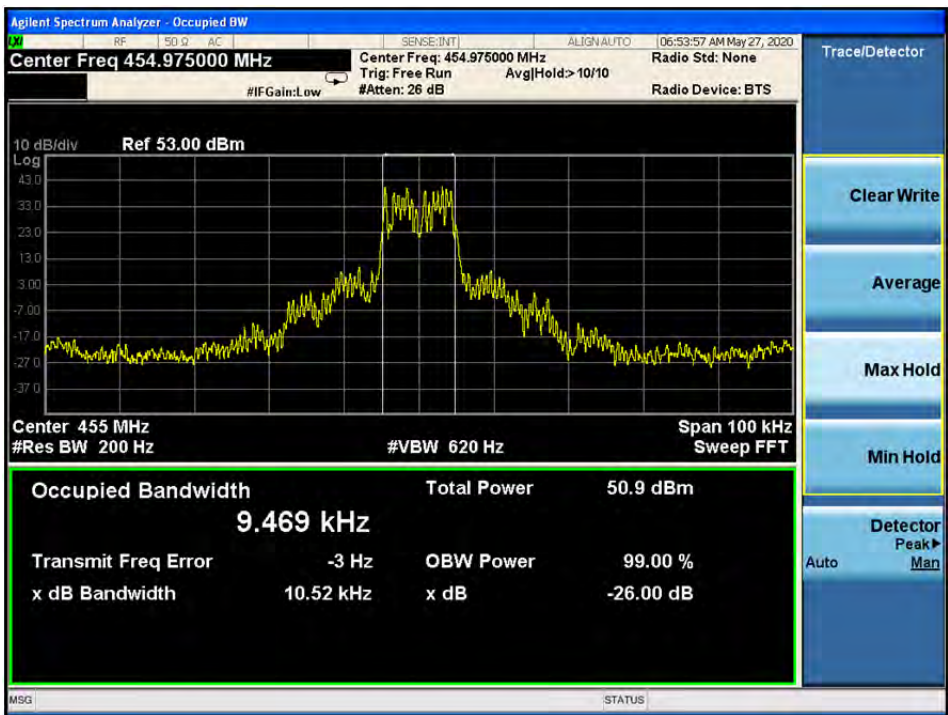 Agilent Spectrum Analyzer - Occupied BW
LXI RF 50 Ω AC SENSE:INT ALIGN AUTO 06:53:57 AM May 27, 2020
Center Freq 454.975000 MHz
Center Freq: 454.975000 MHz Radio Std: None
Trig: Free Run Avg|Hold:>10/10
#IFGain:Low #Atten: 26 dB Radio Device: BTS
10 dB/div Ref 53.00 dBm
Log
43.0
33.0
23.0
13.0
3.00
-7.00
-17.0
-27.0
-37.0
Center 455 MHz Span 100 kHz
#Res BW 200 Hz #VBW 620 Hz Sweep FFT
Occupied Bandwidth Total Power 50.9 dBm
9.469 kHz
Transmit Freq Error -3 Hz OBW Power 99.00 %
x dB Bandwidth 10.52 kHz x dB -26.00 dB
MSG STATUS
Trace/Detector
Clear Write
Average
Max Hold
Min Hold
Detector
Peak▶
Auto Man